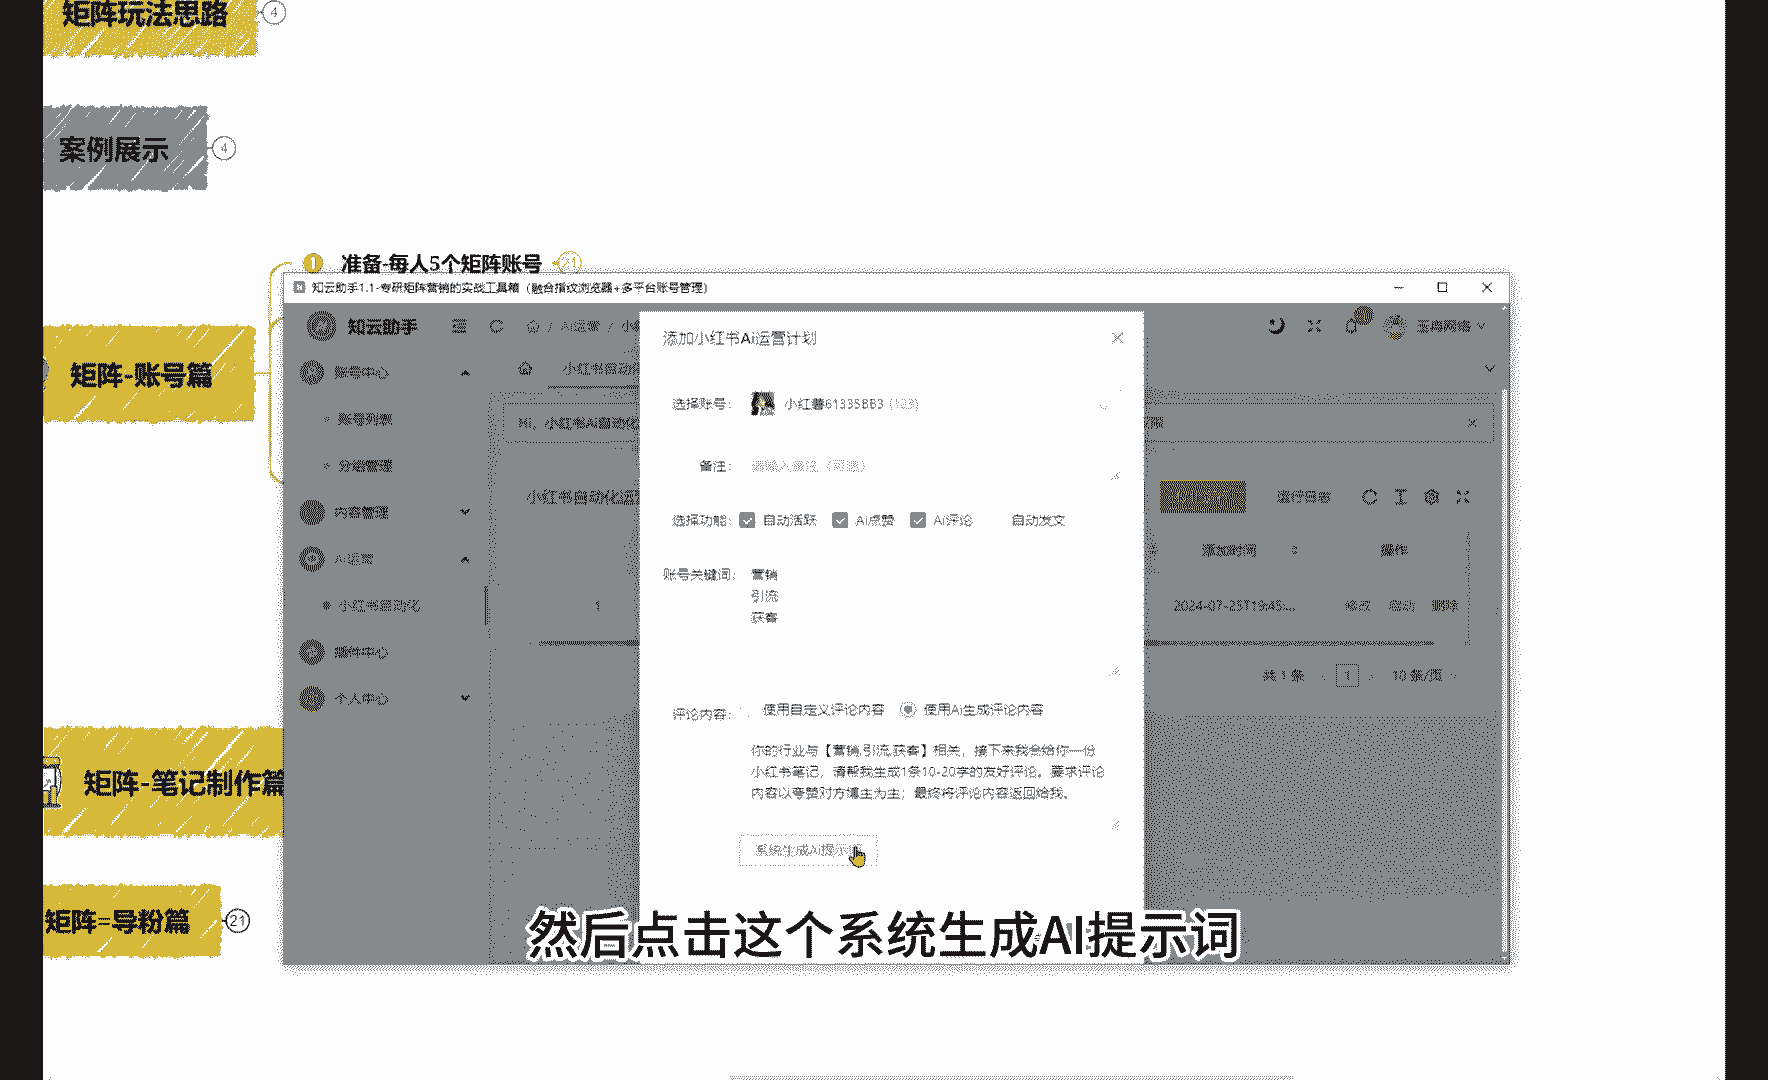 矩阵玩法思路
4
案例展示
4
1 准备-每人5个矩阵账号 21
矩阵-账号篇
矩阵-笔记制作篇
矩阵=导粉篇
21
知云助手1.1-专研矩阵营销的实战工具箱（融合指纹浏览器+多平台账号管理）
知云助手
/ Ai运营 / 小
账号中心
账号列表
分组管理
内容管理
Ai运营
小红书自动化
插件中心
个人中心
小红书自动
Hi，小红书Ai自动化
小红书自动化运
运行日志
添加时间
操作
1
2024-07-25T19:45:...
修改 启动 删除
共 1 条
1
10 条/页
添加小红书Ai运营计划
选择账号： 小红薯61335BB3 (123)
备注： 请输入备注（可选）
选择功能： 自动活跃 Ai点赞 Ai评论 自动发文
账号关键词： 营销
引流
获客
评论内容： 使用自定义评论内容 使用Ai生成评论内容
你的行业与【营销,引流,获客】相关，接下来我会给你一份
小红书笔记，请帮我生成1条10-20字的友好评论。要求评论
内容以夸赞对方博主为主；最终将评论内容返回给我。
系统生成Ai提示词
然后点击这个系统生成AI提示词